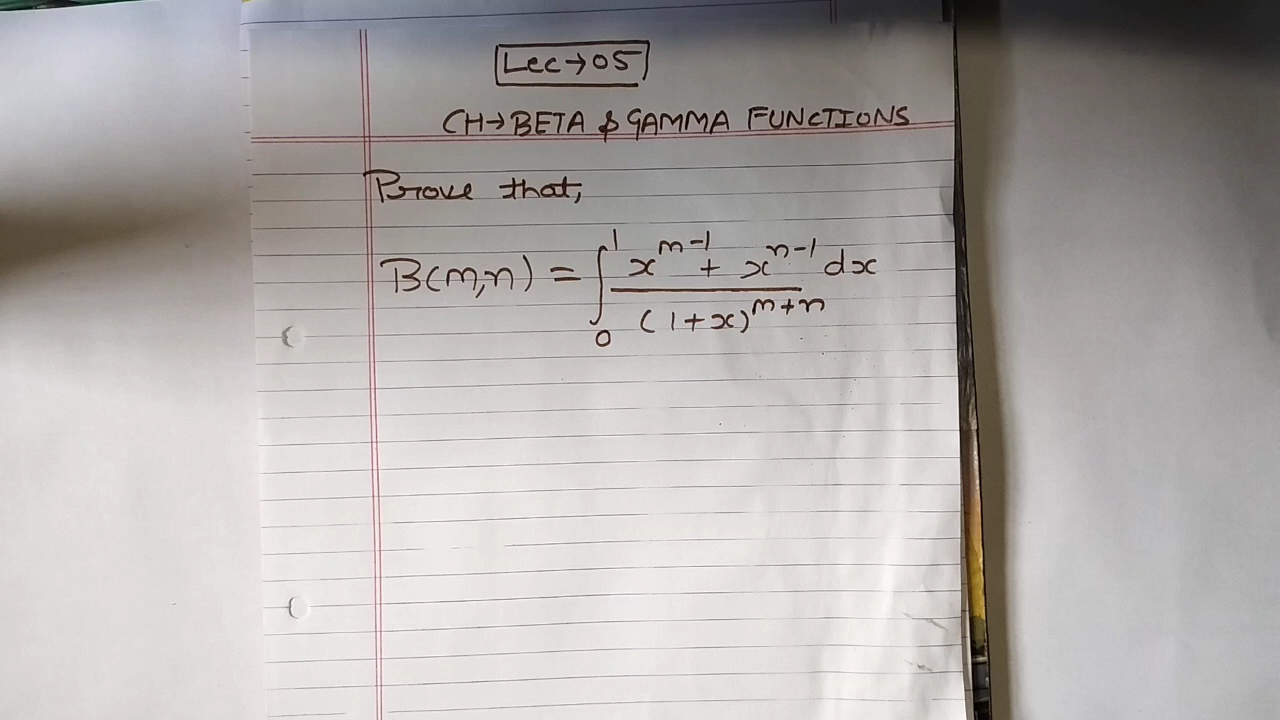 Lec→05
CH→BETA & GAMMA FUNCTIONS
Prove that,
B(m,n) = ∫₀¹ (x^(m-1) + x^(n-1))/(1+x)^(m+n) dx